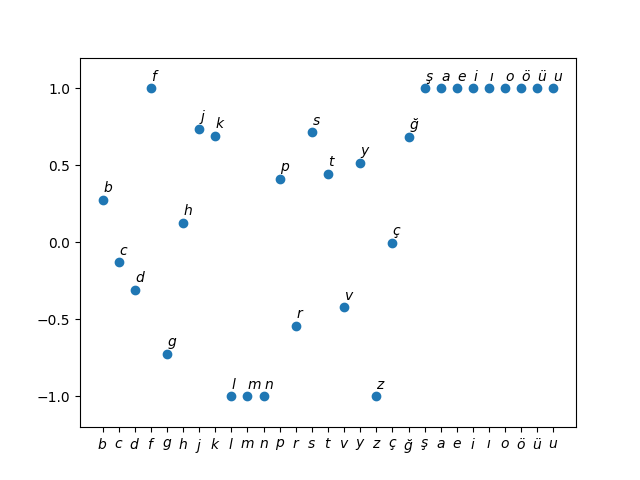 f
ş a e i ı o ö ü u
1.0
j
k
s
ğ
0.5
p
t
y
b
h
0.0
c
ç
d
−0.5
g
r
v
−1.0
l m n
z
b c d f g h j k l m n p r s t v y z ç ğ ş a e i ı o ö ü u